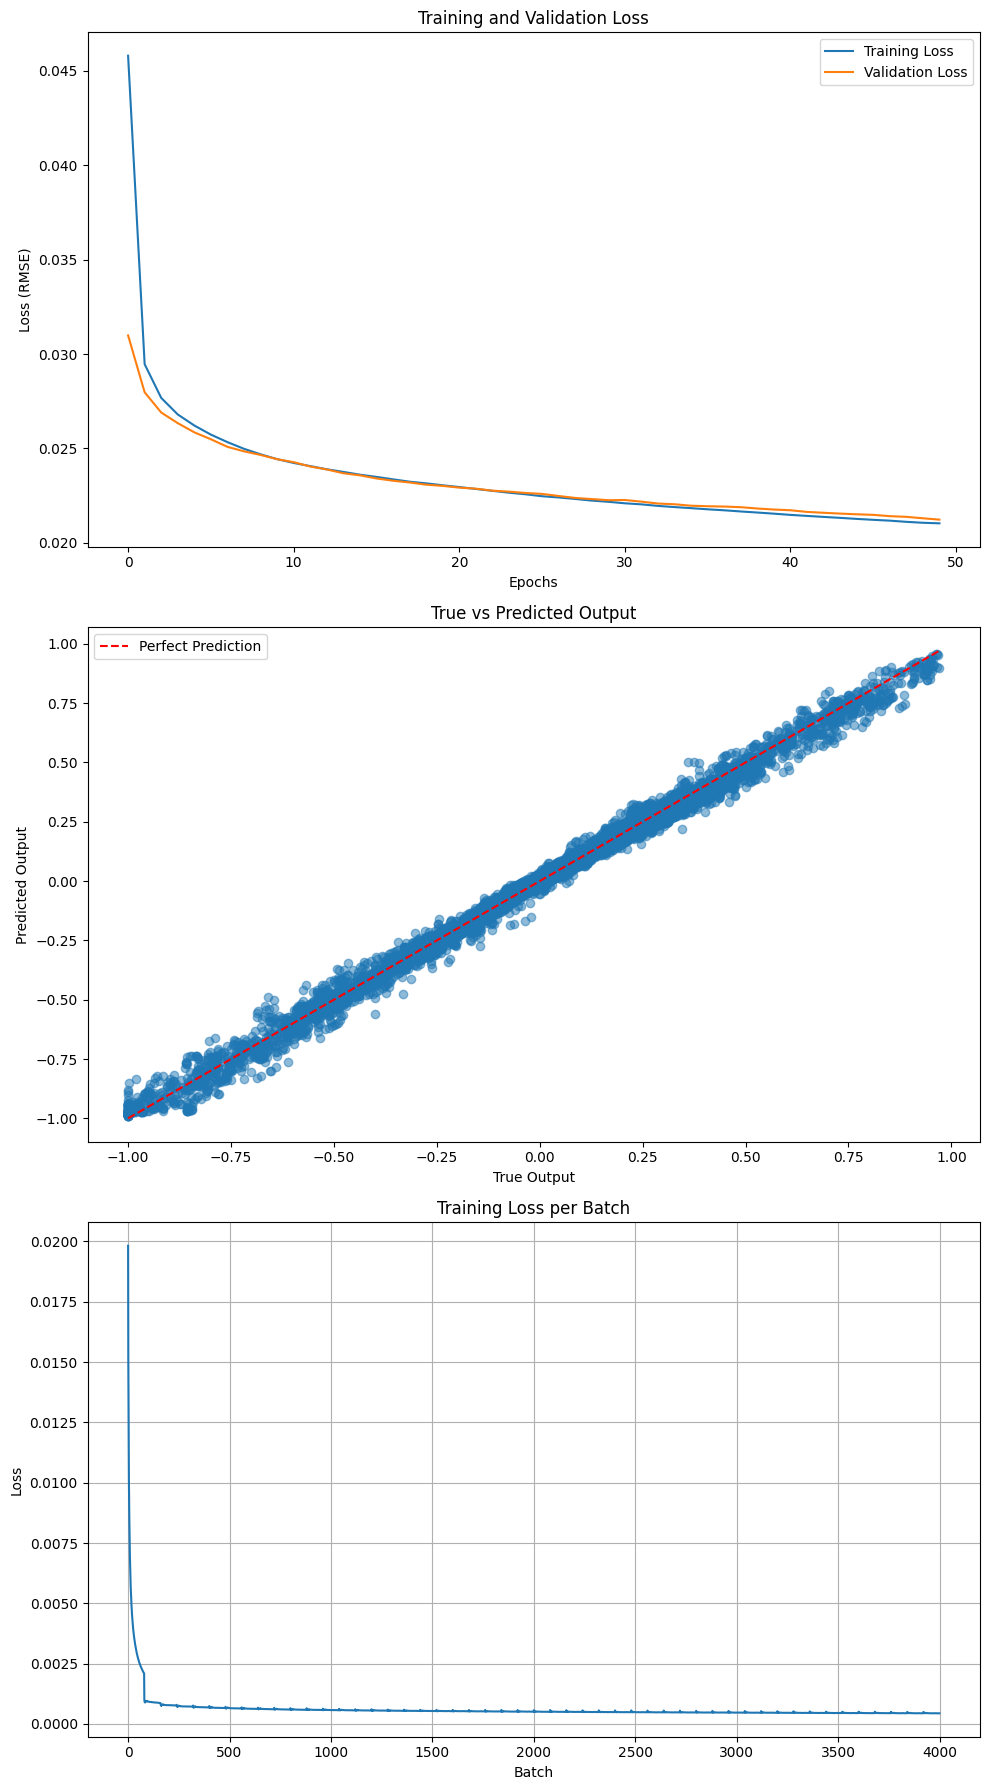 Training and Validation Loss
Training Loss
Validation Loss
0.045
0.040
0.035
0.030
0.025
0.020
Loss (RMSE)
0 10 20 30 40 50
Epochs
True vs Predicted Output
Perfect Prediction
1.00
0.75
0.50
0.25
0.00
−0.25
−0.50
−0.75
−1.00
Predicted Output
−1.00 −0.75 −0.50 −0.25 0.00 0.25 0.50 0.75 1.00
True Output
Training Loss per Batch
0.0200
0.0175
0.0150
0.0125
0.0100
0.0075
0.0050
0.0025
0.0000
Loss
0 500 1000 1500 2000 2500 3000 3500 4000
Batch